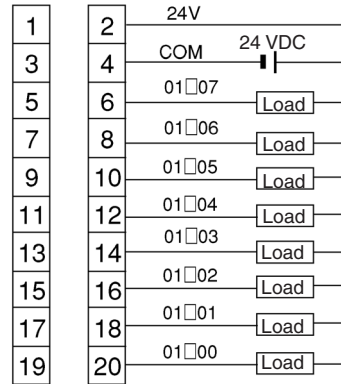 1 2 24V
3 4 COM 24 VDC
5 6 01□07 Load
7 8 01□06 Load
9 10 01□05 Load
11 12 01□04 Load
13 14 01□03 Load
15 16 01□02 Load
17 18 01□01 Load
19 20 01□00 Load